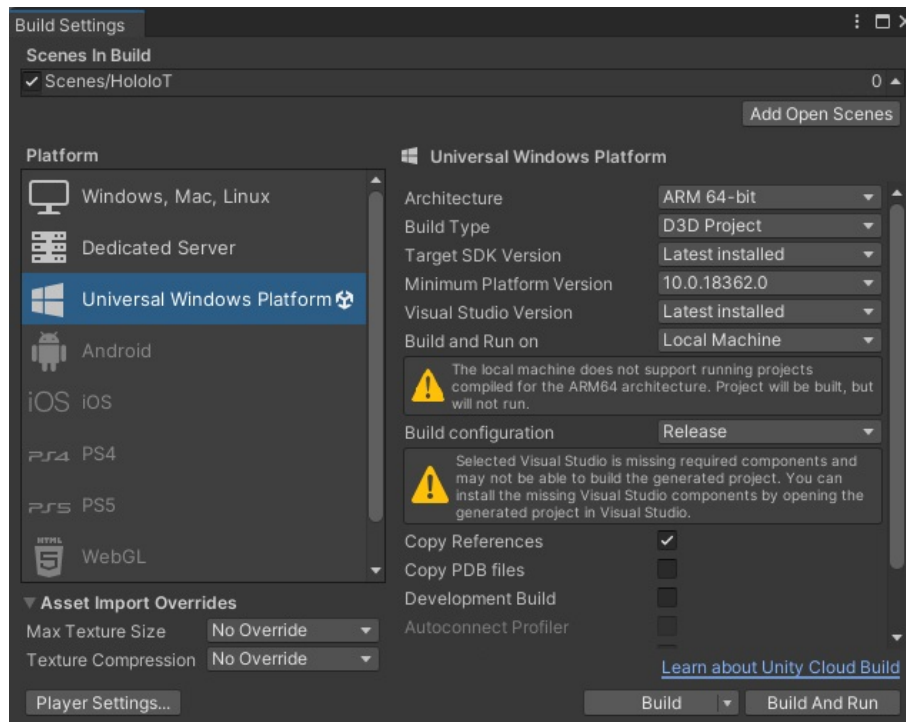 Build Settings
Scenes In Build
Scenes/HoloIoT 0
Add Open Scenes
Platform
Windows, Mac, Linux
Dedicated Server
Universal Windows Platform
Android
iOS iOS
PS4 PS4
PS5 PS5
HTML 5 WebGL
Asset Import Overrides
Max Texture Size No Override
Texture Compression No Override
Player Settings...
Universal Windows Platform
Architecture ARM 64-bit
Build Type D3D Project
Target SDK Version Latest installed
Minimum Platform Version 10.0.18362.0
Visual Studio Version Latest installed
Build and Run on Local Machine
The local machine does not support running projects
compiled for the ARM64 architecture. Project will be built, but
will not run.
Build configuration Release
Selected Visual Studio is missing required components and
may not be able to build the generated project. You can
install the missing Visual Studio components by opening the
generated project in Visual Studio.
Copy References
Copy PDB files
Development Build
Autoconnect Profiler
Learn about Unity Cloud Build
Build Build And Run